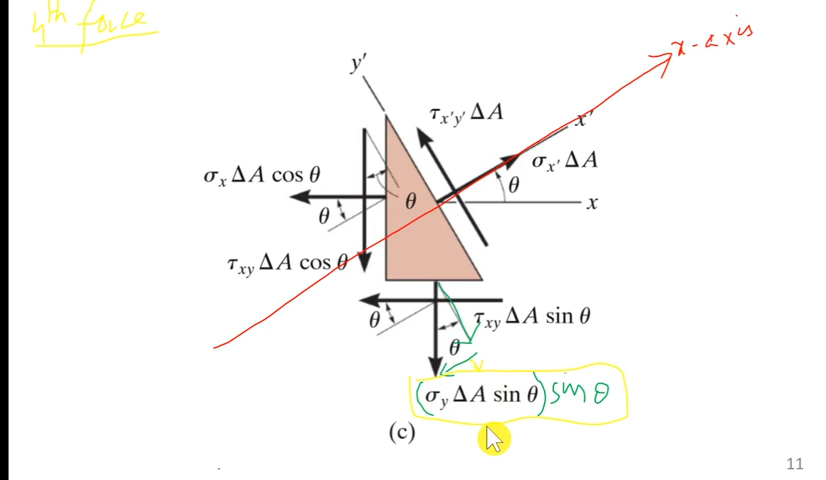 4th force
x-axis
y'
τx'y' ΔA
x'
σx' ΔA
σx ΔA cos θ
θ
θ
θ
x
τxy ΔA cos θ
θ
τxy ΔA sin θ
θ
(σy ΔA sin θ) sin θ
(c)
11